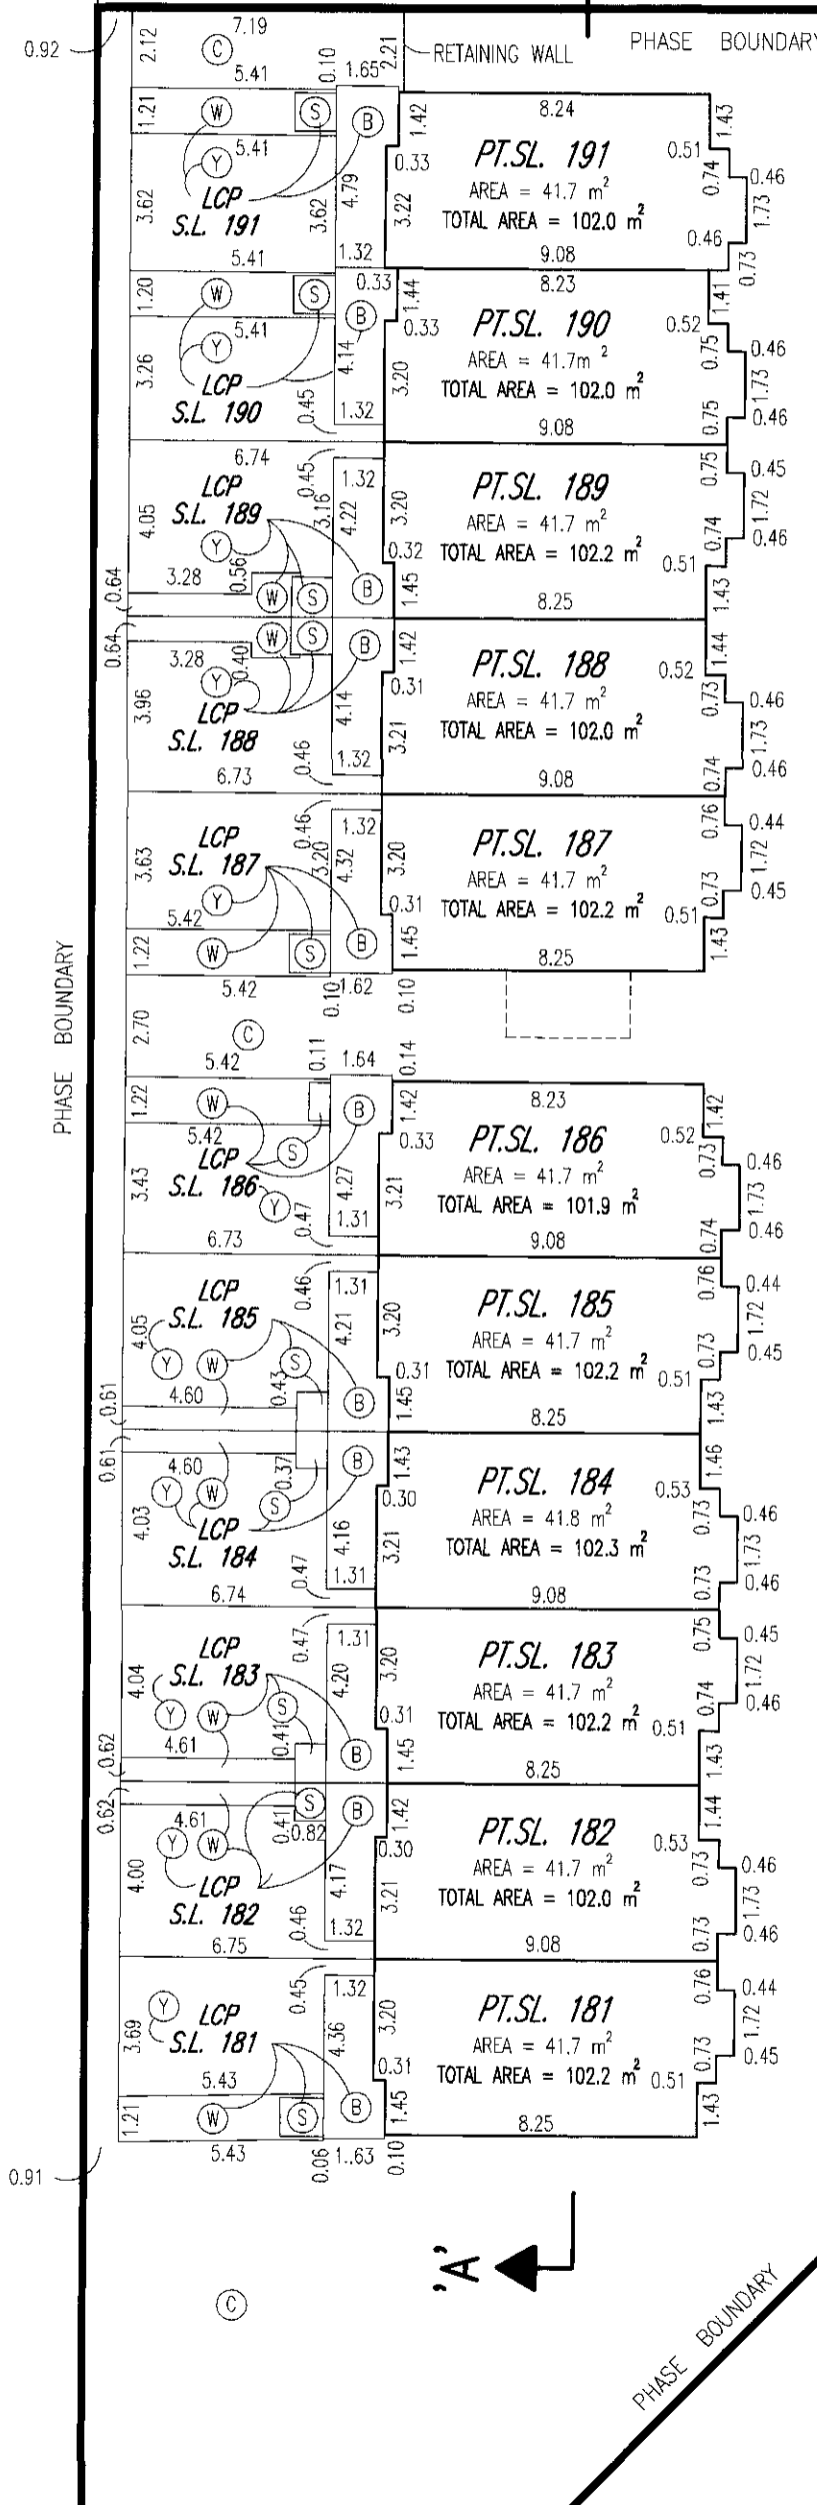 0.92
2.12
C
7.19
5.41
0.10
1.65
2.21
RETAINING WALL
PHASE BOUNDARY
1.21
W
S
B
1.42
8.24
1.43
Y
5.41
0.33
PT.SL. 191
0.51
0.74
0.46
LCP
S.L. 191
3.62
3.62
4.79
3.22
AREA = 41.7 m²
TOTAL AREA = 102.0 m²
1.73
0.46
0.73
5.41
1.32
9.08
1.20
W
S
0.33
1.44
8.23
1.41
B
0.33
PT.SL. 190
0.52
Y
5.41
0.75
0.46
3.26
LCP
S.L. 190
4.14
3.20
AREA = 41.7m ²
TOTAL AREA = 102.0 m²
1.73
0.45
1.32
9.08
0.75
0.46
6.74
0.45
1.32
0.75
0.45
LCP
S.L. 189
4.05
3.16
4.22
3.20
PT.SL. 189
AREA = 41.7 m²
TOTAL AREA = 102.2 m²
1.72
0.74
0.46
Y
0.32
0.51
0.64
3.28
0.56
W
S
B
1.45
8.25
1.43
0.64
W
S
B
1.42
1.44
3.28
0.40
PT.SL. 188
0.52
Y
0.31
0.73
0.46
3.96
LCP
S.L. 188
4.14
3.21
AREA = 41.7 m²
TOTAL AREA = 102.0 m²
1.73
6.73
0.46
1.32
9.08
0.74
0.46
0.46
1.32
0.76
0.44
3.63
LCP
S.L. 187
3.20
4.32
3.20
PT.SL. 187
AREA = 41.7 m²
TOTAL AREA = 102.2 m²
1.72
Y
0.31
0.73
0.45
0.51
5.42
1.22
W
S
B
1.45
8.25
1.43
5.42
0.10
1.62
0.10
PHASE BOUNDARY
2.70
C
5.42
0.11
1.64
0.14
1.22
W
B
1.42
8.23
1.42
5.42
S
0.33
PT.SL. 186
0.52
LCP
S.L. 186
3.43
4.27
3.21
AREA = 41.7 m²
TOTAL AREA = 101.9 m²
0.73
0.46
1.73
Y
0.47
1.31
6.73
9.08
0.74
0.46
0.46
1.31
0.76
0.44
LCP
S.L. 185
4.05
4.21
3.20
PT.SL. 185
AREA = 41.7 m²
TOTAL AREA = 102.2 m²
1.72
Y
W
S
0.31
0.73
0.45
0.51
0.61
4.60
0.43
B
1.45
8.25
1.43
0.61
4.60
B
1.43
1.46
Y
W
S
0.37
0.30
PT.SL. 184
0.53
0.73
0.46
4.03
LCP
S.L. 184
4.16
3.21
AREA = 41.8 m²
TOTAL AREA = 102.3 m²
1.73
6.74
0.47
1.31
9.08
0.73
0.46
0.47
1.31
0.75
0.45
LCP
S.L. 183
4.04
4.20
3.20
PT.SL. 183
AREA = 41.7 m²
TOTAL AREA = 102.2 m²
1.72
Y
W
S
0.31
0.74
0.46
0.51
0.62
4.61
0.41
B
1.45
8.25
1.43
0.62
4.61
S
B
1.42
1.44
Y
W
0.41
0.82
0.30
PT.SL. 182
0.53
0.73
0.46
4.00
LCP
S.L. 182
4.17
3.21
AREA = 41.7 m²
TOTAL AREA = 102.0 m²
1.73
0.46
1.32
6.75
9.08
0.73
0.46
0.45
1.32
0.76
0.44
3.69
Y
LCP
S.L. 181
4.36
3.20
PT.SL. 181
AREA = 41.7 m²
TOTAL AREA = 102.2 m²
1.72
0.31
0.73
0.45
0.51
5.43
1.21
W
S
B
1.45
8.25
1.43
0.91
5.43
0.06
1.63
0.10
'A'
C
PHASE BOUNDARY